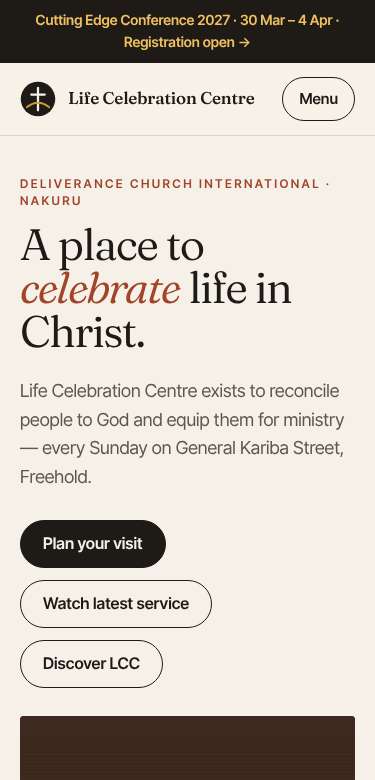 Cutting Edge Conference 2027 · 30 Mar – 4 Apr ·
Registration open →
Life Celebration Centre
Menu
DELIVERANCE CHURCH INTERNATIONAL ·
NAKURU
A place to
celebrate life in
Christ.
Life Celebration Centre exists to reconcile
people to God and equip them for ministry
— every Sunday on General Kariba Street,
Freehold.
Plan your visit
Watch latest service
Discover LCC